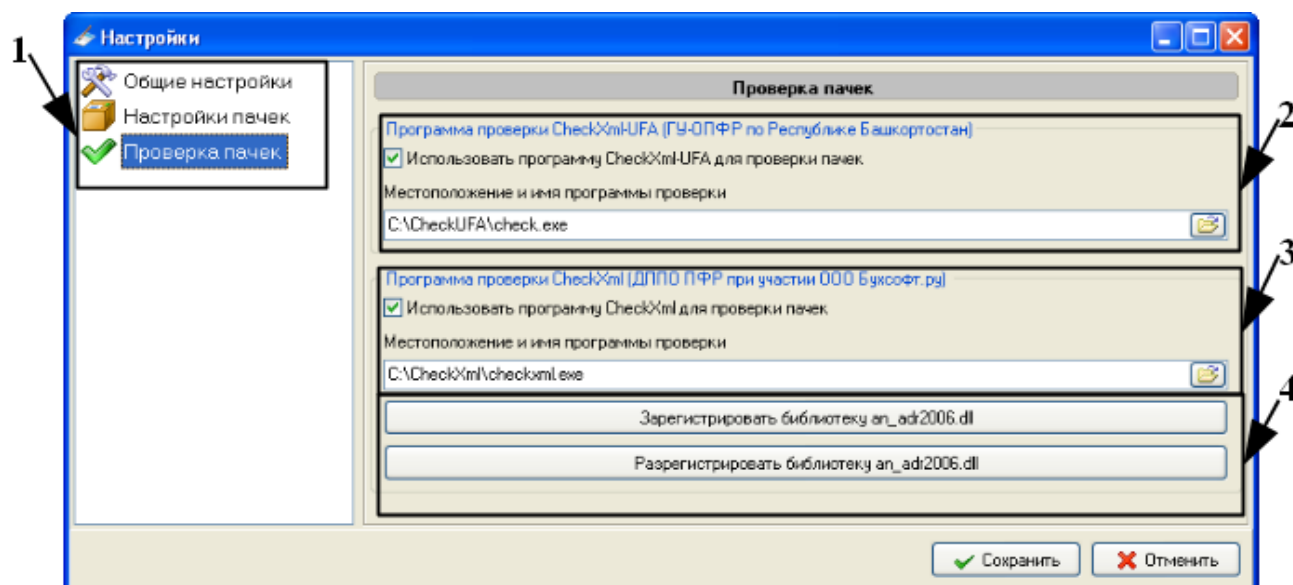 Настройки
1
Общие настройки
Настройки пачек
Проверка пачек
Проверка пачек
2
Программа проверки CheckXml-UFA (ГУ-ОПФР по Республике Башкортостан)
Использовать программу CheckXml-UFA для проверки пачек
Местоположение и имя программы проверки
C:\CheckUFA\check.exe
3
Программа проверки CheckXml (ДППО ПФР при участии ООО Бухсофт.ру)
Использовать программу CheckXml для проверки пачек
Местоположение и имя программы проверки
C:\CheckXml\checkxml.exe
4
Зарегистрировать библиотеку an_adr2006.dll
Разрегистрировать библиотеку an_adr2006.dll
Сохранить
Отменить